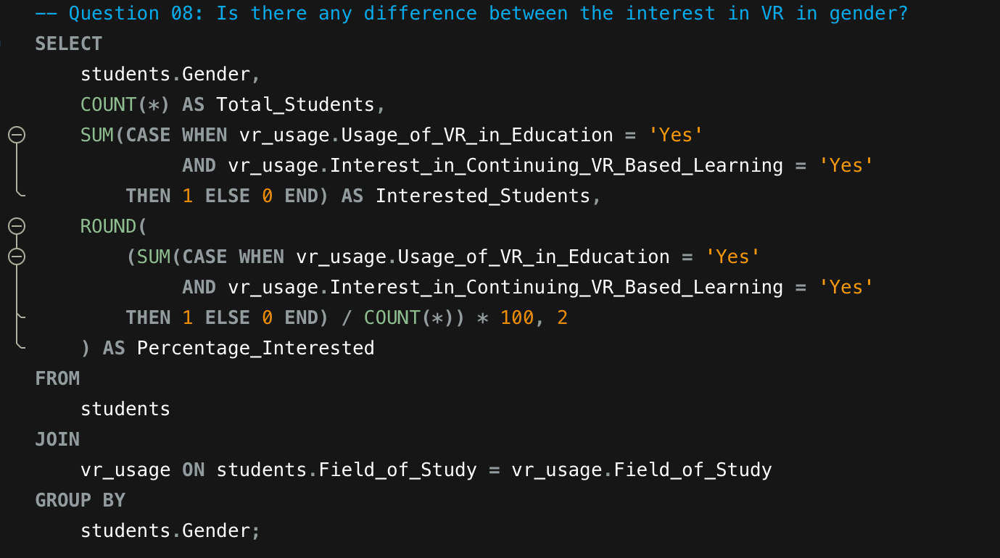 -- Question 08: Is there any difference between the interest in VR in gender?
SELECT
    students.Gender,
    COUNT(*) AS Total_Students,
    SUM(CASE WHEN vr_usage.Usage_of_VR_in_Education = 'Yes'
             AND vr_usage.Interest_in_Continuing_VR_Based_Learning = 'Yes'
        THEN 1 ELSE 0 END) AS Interested_Students,
    ROUND(
        (SUM(CASE WHEN vr_usage.Usage_of_VR_in_Education = 'Yes'
             AND vr_usage.Interest_in_Continuing_VR_Based_Learning = 'Yes'
        THEN 1 ELSE 0 END) / COUNT(*)) * 100, 2
    ) AS Percentage_Interested
FROM
    students
JOIN
    vr_usage ON students.Field_of_Study = vr_usage.Field_of_Study
GROUP BY
    students.Gender;